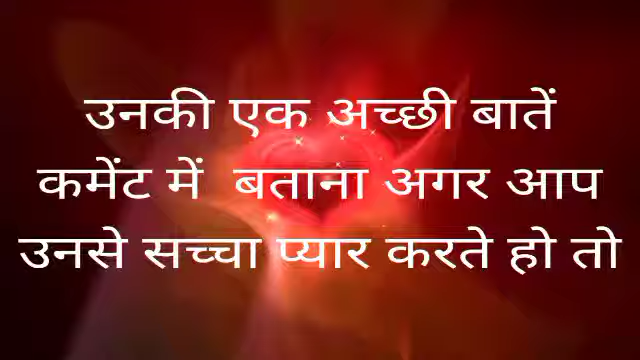 उनकी एक अच्छी बातें
कमेंट में  बताना अगर आप
उनसे सच्चा प्यार करते हो तो